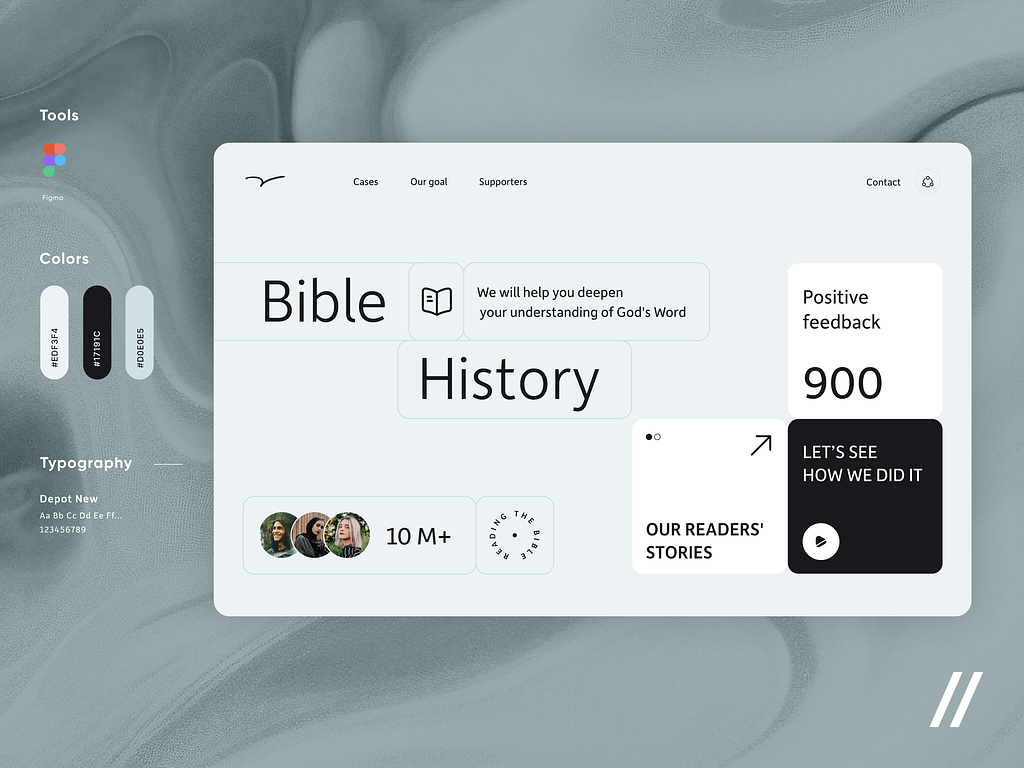 Tools
Figma
Colors
#EDF3F4
#17191C
#D0E0E5
Typography
Depot New
Aa Bb Cc Dd Ee Ff...
123456789
Cases
Our goal
Supporters
Contact
Bible
We will help you deepen
your understanding of God's Word
History
Positive
feedback
900
OUR READERS'
STORIES
LET'S SEE
HOW WE DID IT
10 M+
READING THE BIBLE